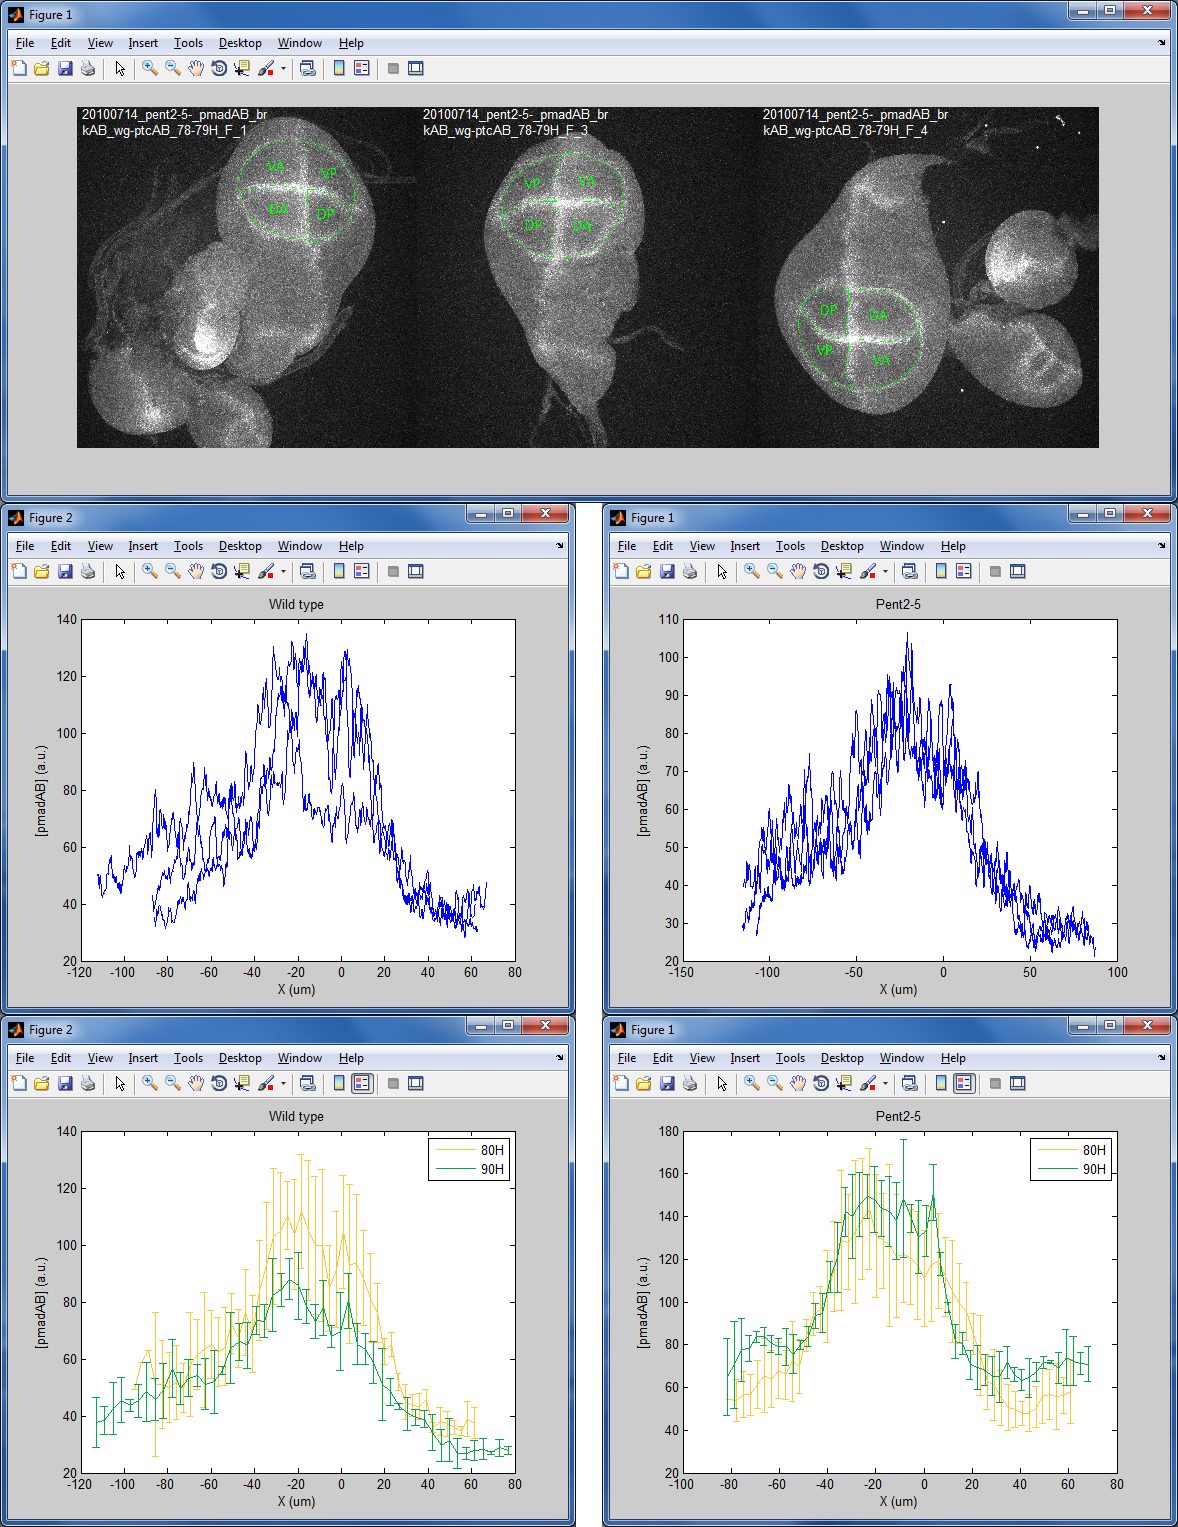 Figure 1
File Edit View Insert Tools Desktop Window Help
20100714_pent2-5-_pmadAB_br
kAB_wg-ptcAB_78-79H_F_1
20100714_pent2-5-_pmadAB_br
kAB_wg-ptcAB_78-79H_F_3
20100714_pent2-5-_pmadAB_br
kAB_wg-ptcAB_78-79H_F_4
VA VP
DA DP
VP VA
DP DA
DP DA
VP VA
Figure 2
File Edit View Insert Tools Desktop Window Help
Wild type
140
120
100
80
60
40
20
[pmadAB] (a.u.)
-120 -100 -80 -60 -40 -20 0 20 40 60 80
X (um)
Figure 1
File Edit View Insert Tools Desktop Window Help
Pent2-5
110
100
90
80
70
60
50
40
30
20
[pmadAB] (a.u.)
-150 -100 -50 0 50 100
X (um)
Figure 2
File Edit View Insert Tools Desktop Window Help
Wild type
80H
90H
140
120
100
80
60
40
20
[pmadAB] (a.u.)
-120 -100 -80 -60 -40 -20 0 20 40 60 80
X (um)
Figure 1
File Edit View Insert Tools Desktop Window Help
Pent2-5
80H
90H
180
160
140
120
100
80
60
40
20
[pmadAB] (a.u.)
-100 -80 -60 -40 -20 0 20 40 60 80
X (um)